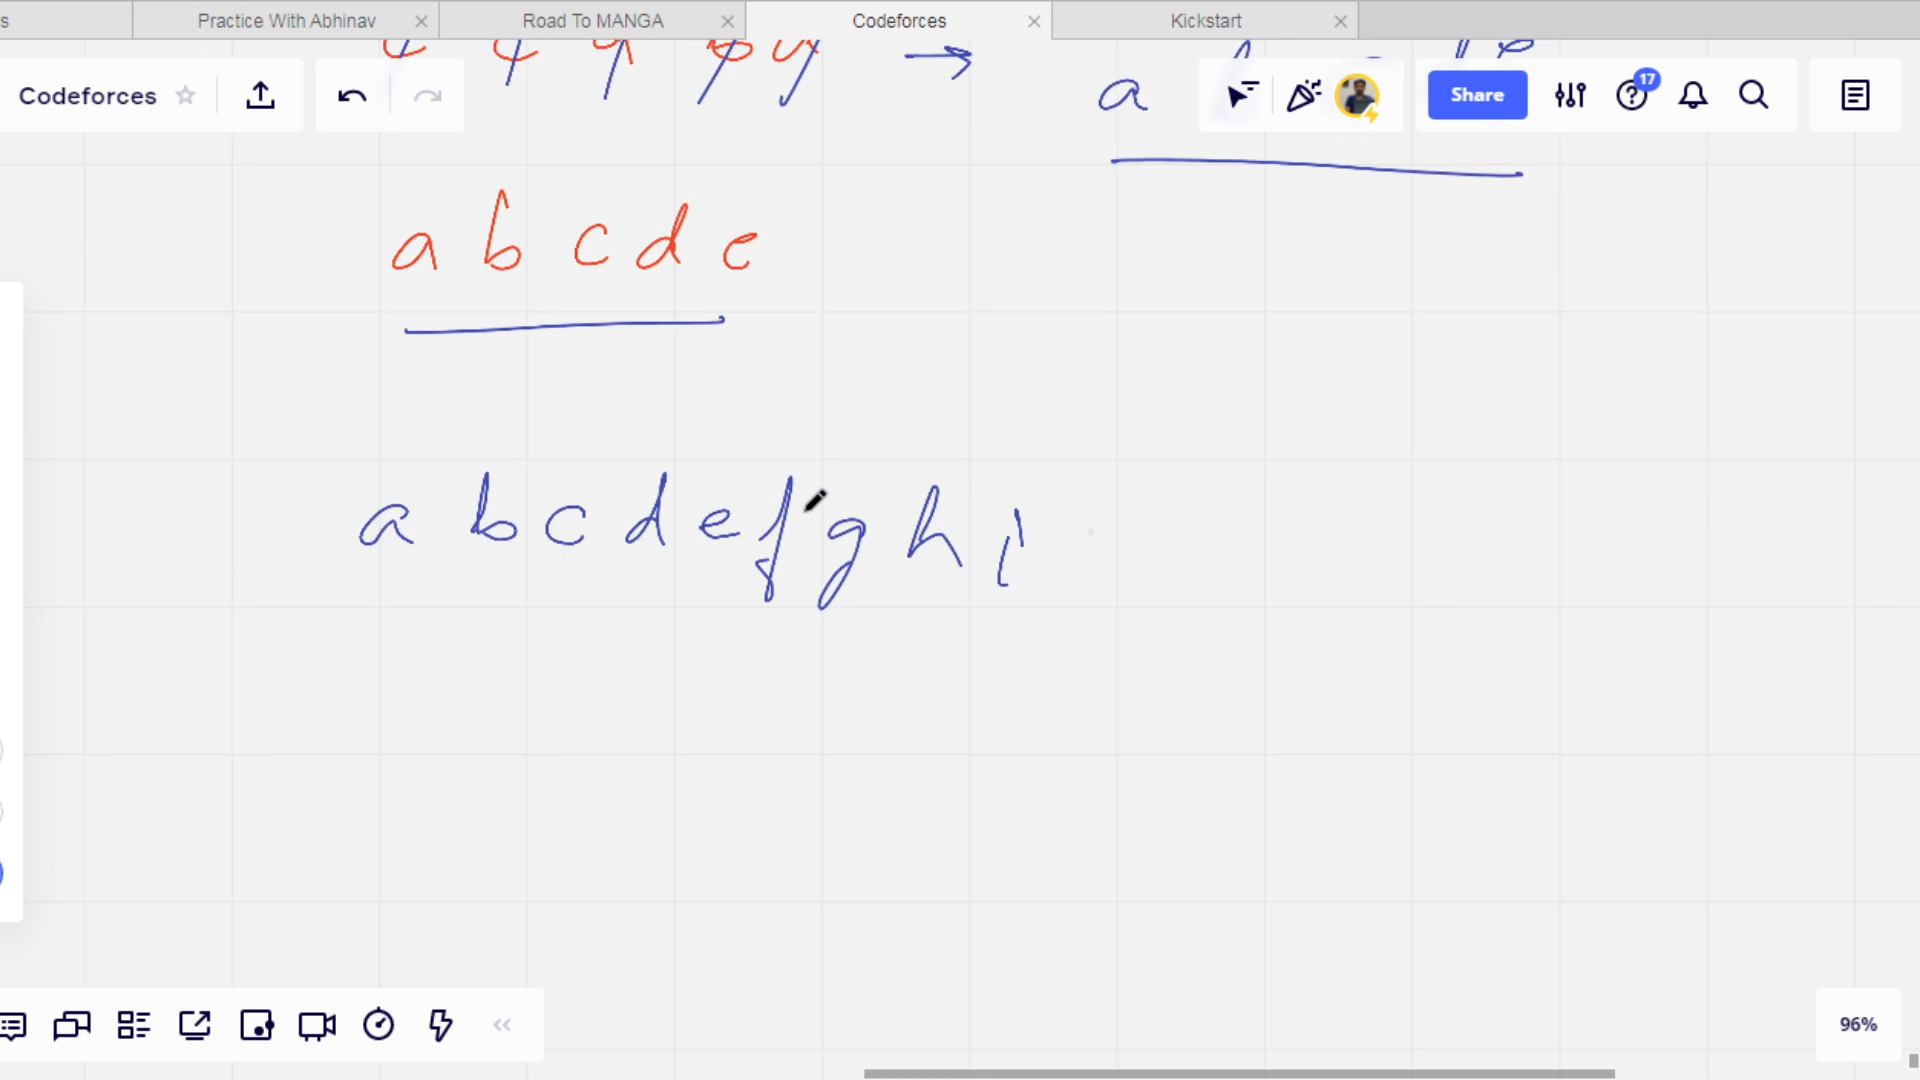 s Practice With Abhinav Road To MANGA Codeforces Kickstart
Codeforces Share 17
a
a b c d e
a b c d e f g h i
96%